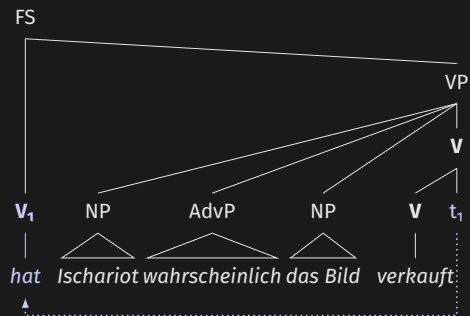 FS
VP
V
V₁ NP AdvP NP V t₁
hat Ischariot wahrscheinlich das Bild verkauft